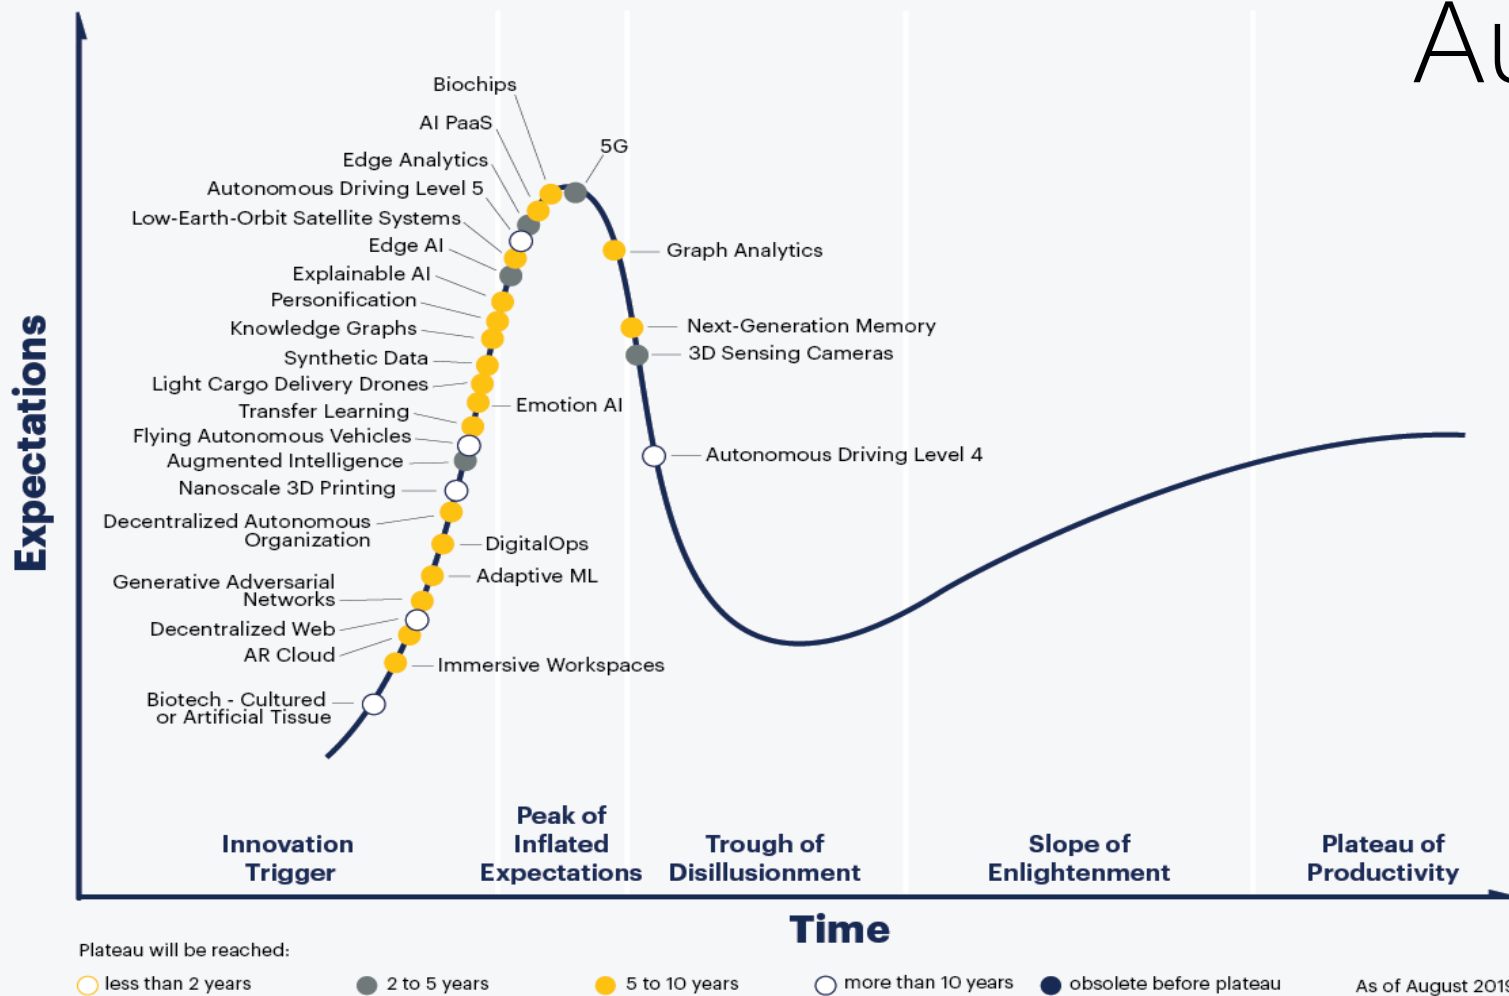 Au
Biochips
AI PaaS
5G
Edge Analytics
Autonomous Driving Level 5
Low-Earth-Orbit Satellite Systems
Edge AI
Graph Analytics
Explainable AI
Personification
Knowledge Graphs
Next-Generation Memory
3D Sensing Cameras
Synthetic Data
Light Cargo Delivery Drones
Emotion AI
Transfer Learning
Flying Autonomous Vehicles
Autonomous Driving Level 4
Augmented Intelligence
Nanoscale 3D Printing
Decentralized Autonomous
Organization
DigitalOps
Adaptive ML
Generative Adversarial
Networks
Decentralized Web
AR Cloud
Immersive Workspaces
Biotech - Cultured
or Artificial Tissue
Expectations
Innovation
Trigger
Peak of
Inflated
Expectations
Trough of
Disillusionment
Slope of
Enlightenment
Plateau of
Productivity
Time
Plateau will be reached:
less than 2 years
2 to 5 years
5 to 10 years
more than 10 years
obsolete before plateau
As of August 2019